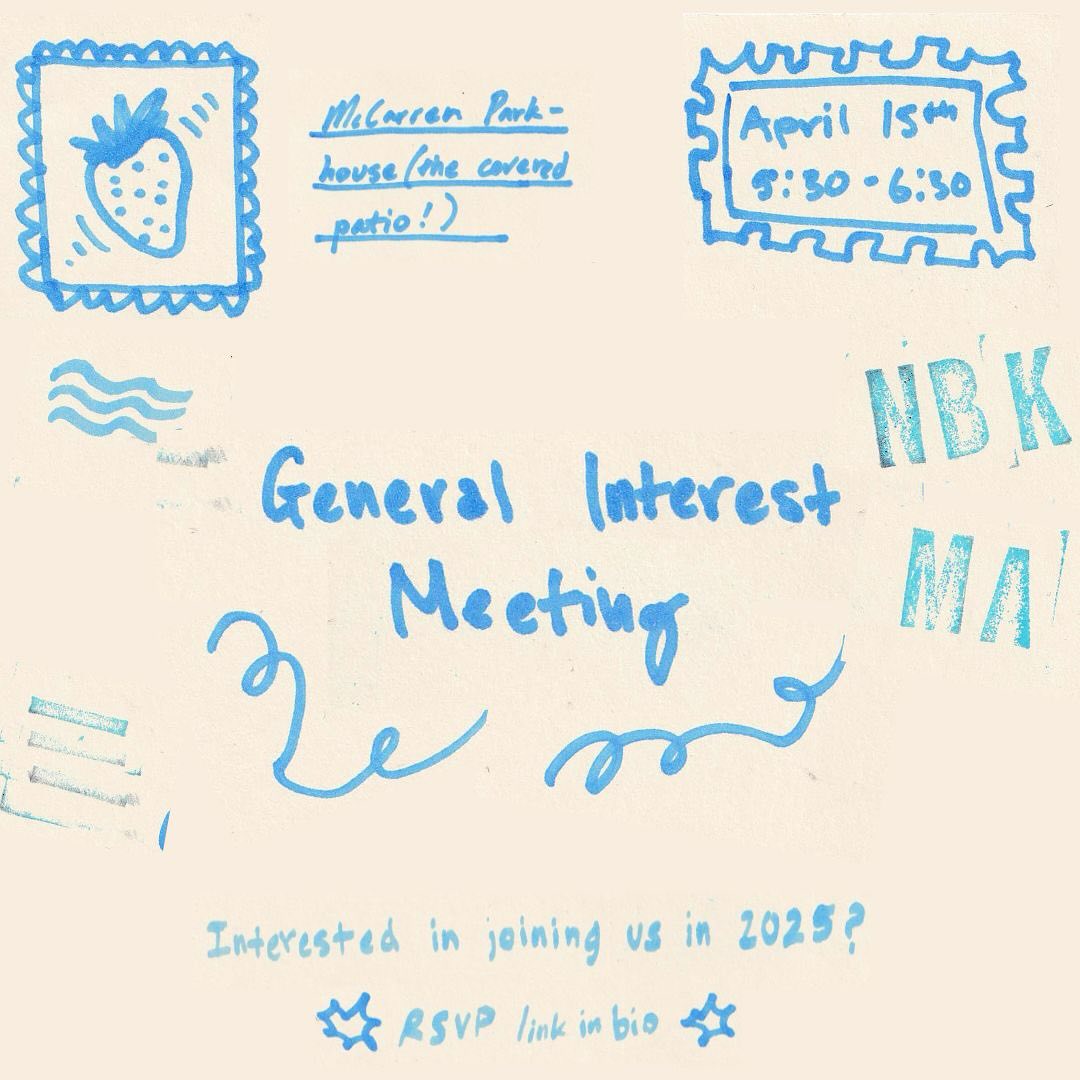 McCarren Park-
house (the covered
patio!)
April 15th
5:30 - 6:30
NBK
MA
General Interest
Meeting
Interested in joining us in 2025?
RSVP link in bio